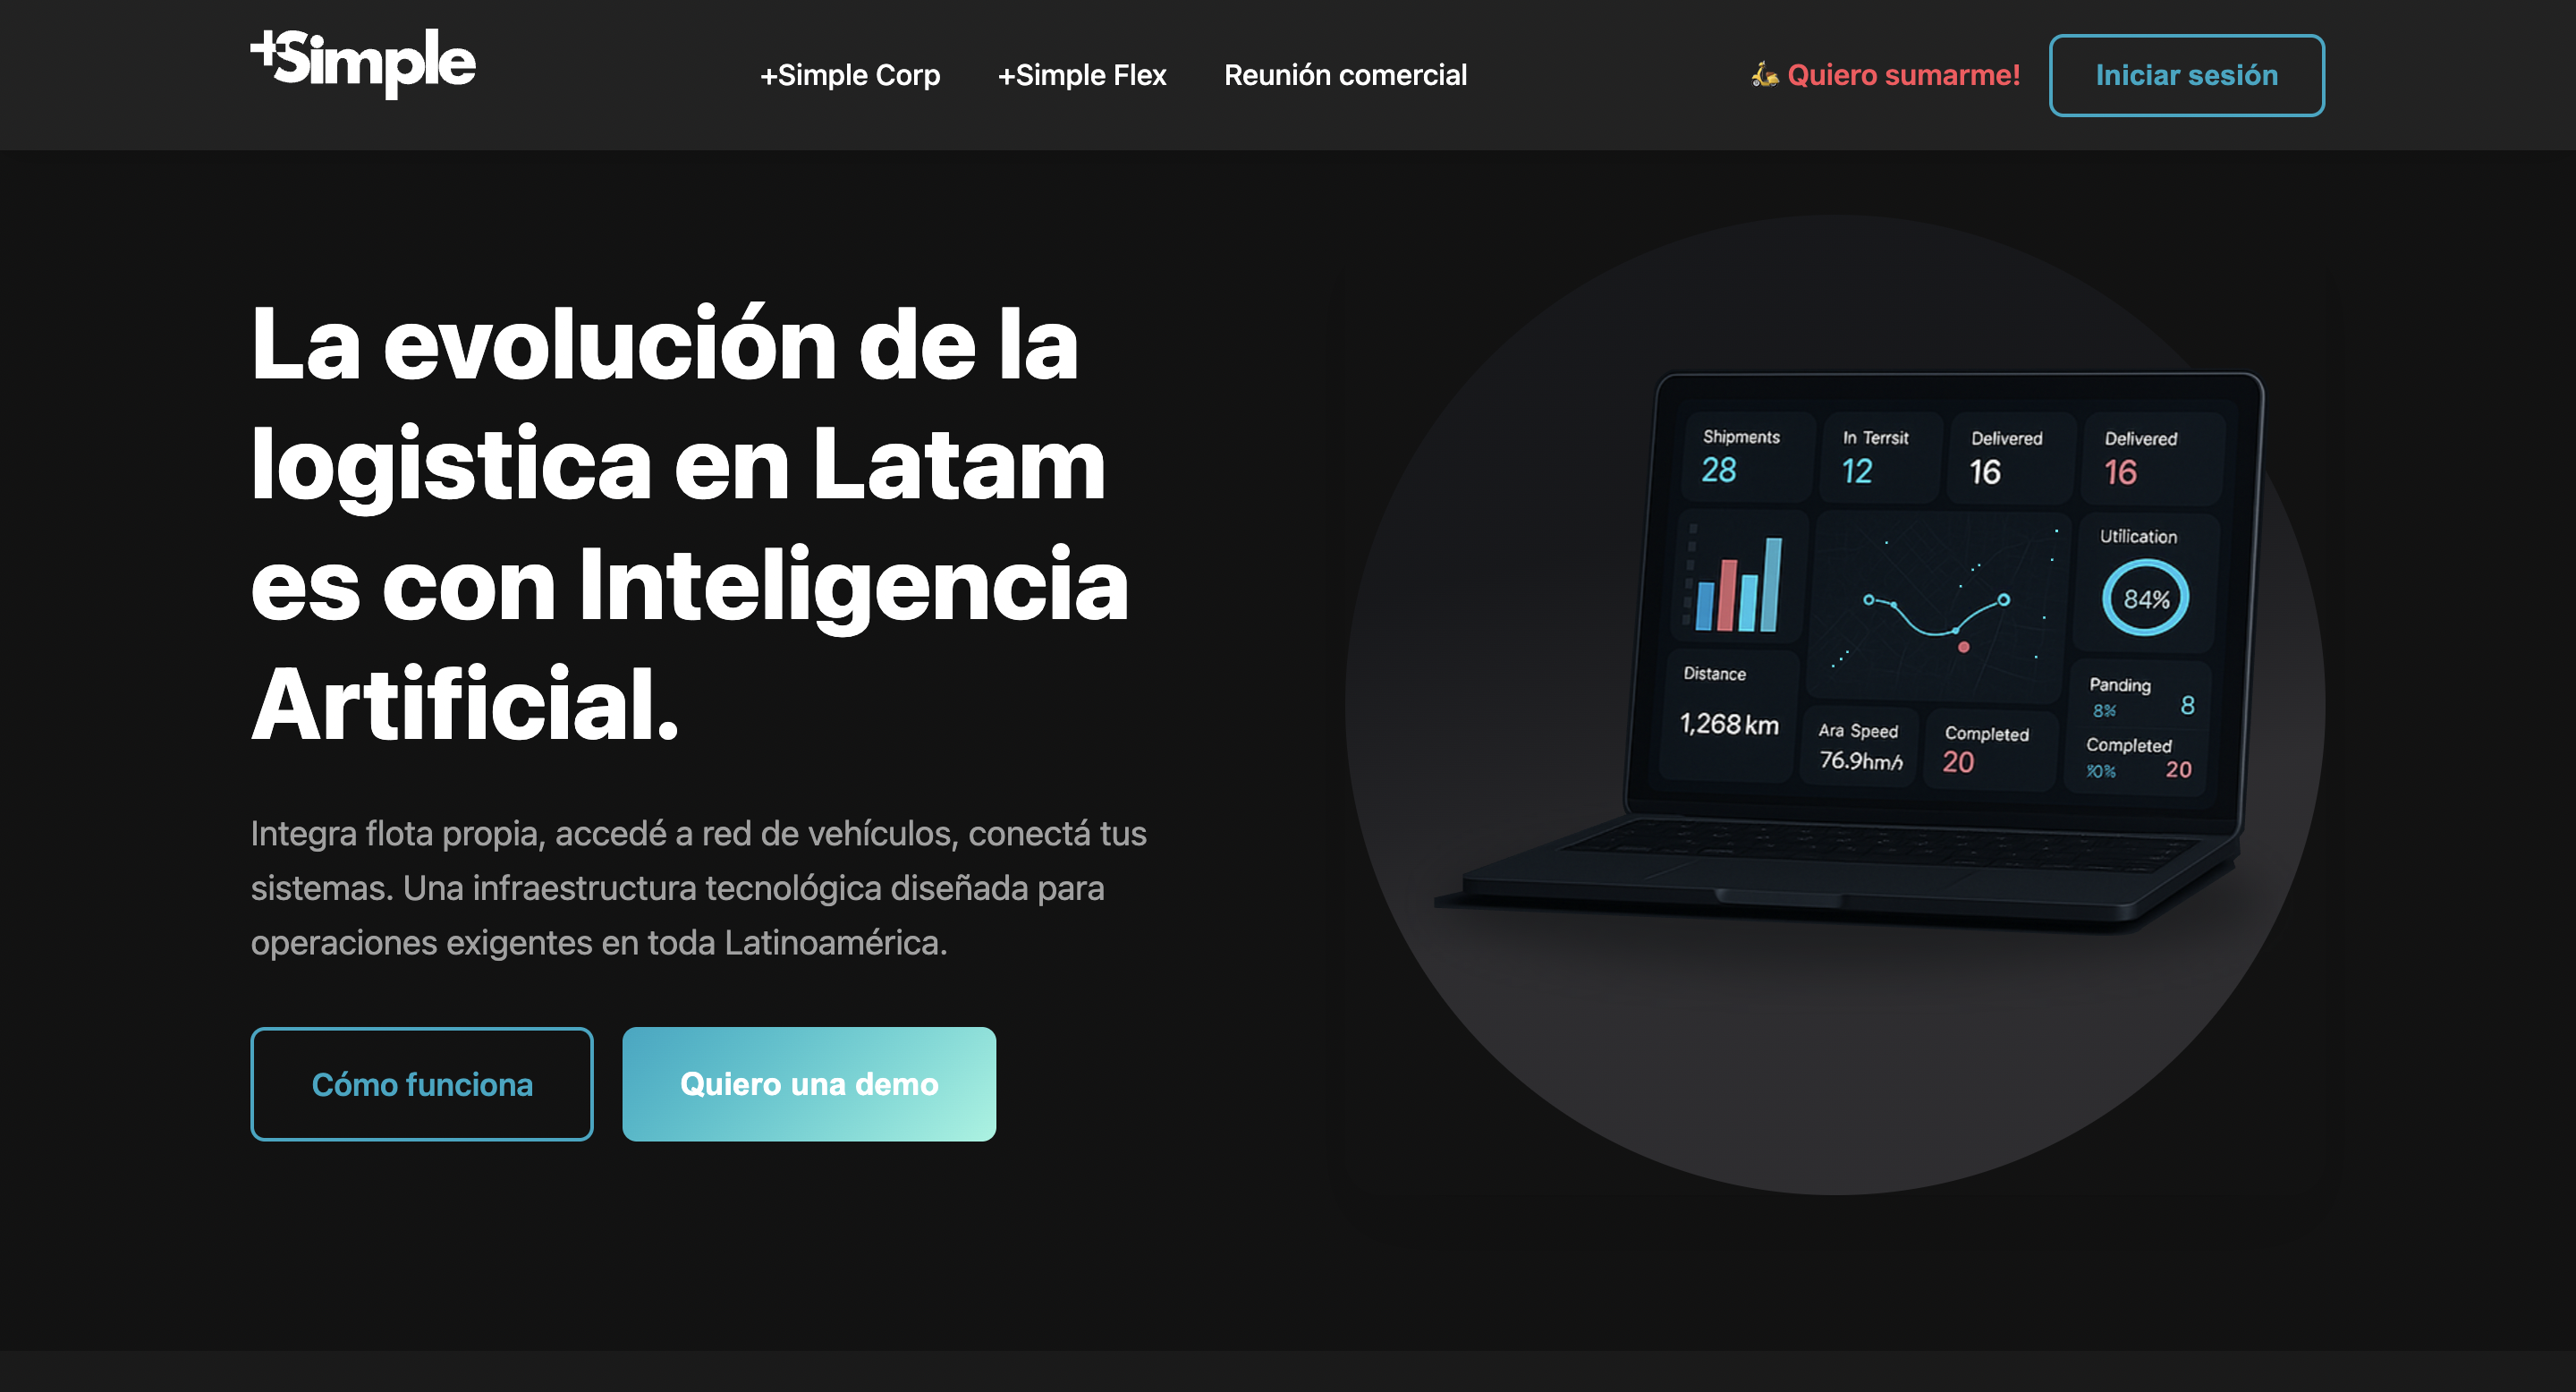 +Simple
+Simple Corp
+Simple Flex
Reunión comercial
Quiero sumarme!
Iniciar sesión
La evolución de la
logistica en Latam
es con Inteligencia
Artificial.
Integra flota propia, accedé a red de vehículos, conectá tus
sistemas. Una infraestructura tecnológica diseñada para
operaciones exigentes en toda Latinoamérica.
Cómo funciona
Quiero una demo
Shipments
28
In Terrsit
12
Delivered
16
Delivered
16
Utilication
84%
Distance
1,268 km
Ara Speed
76.9hm/h
Completed
20
Panding
8%
8
Completed
20